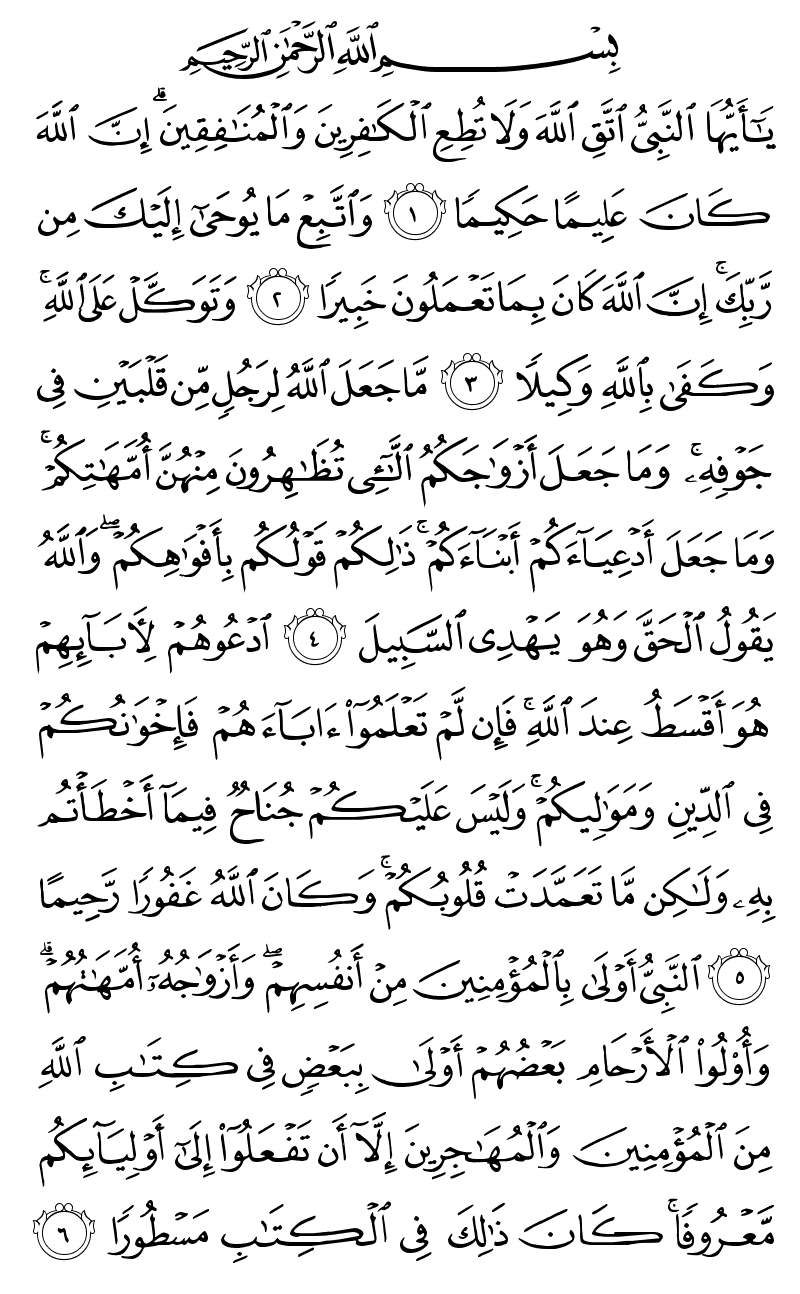 بِسْمِ ٱللَّهِ ٱلرَّحْمَٰنِ ٱلرَّحِيمِ
يَٰٓأَيُّهَا ٱلنَّبِىُّ ٱتَّقِ ٱللَّهَ وَلَا تُطِعِ ٱلْكَٰفِرِينَ وَٱلْمُنَٰفِقِينَ ۗ إِنَّ ٱللَّهَ
كَانَ عَلِيمًا حَكِيمًا ١ وَٱتَّبِعْ مَا يُوحَىٰٓ إِلَيْكَ مِن
رَّبِّكَ ۚ إِنَّ ٱللَّهَ كَانَ بِمَا تَعْمَلُونَ خَبِيرًا ٢ وَتَوَكَّلْ عَلَى ٱللَّهِ ۚ
وَكَفَىٰ بِٱللَّهِ وَكِيلًا ٣ مَّا جَعَلَ ٱللَّهُ لِرَجُلٍ مِّن قَلْبَيْنِ فِى
جَوْفِهِۦ ۚ وَمَا جَعَلَ أَزْوَٰجَكُمُ ٱلَّٰٓـِٔى تُظَٰهِرُونَ مِنْهُنَّ أُمَّهَٰتِكُمْ ۚ
وَمَا جَعَلَ أَدْعِيَآءَكُمْ أَبْنَآءَكُمْ ۚ ذَٰلِكُمْ قَوْلُكُم بِأَفْوَٰهِكُمْ ۖ وَٱللَّهُ
يَقُولُ ٱلْحَقَّ وَهُوَ يَهْدِى ٱلسَّبِيلَ ٤ ٱدْعُوهُمْ لِـَٔابَآئِهِمْ
هُوَ أَقْسَطُ عِندَ ٱللَّهِ ۚ فَإِن لَّمْ تَعْلَمُوٓا۟ ءَابَآءَهُمْ فَإِخْوَٰنُكُمْ
فِى ٱلدِّينِ وَمَوَٰلِيكُمْ ۚ وَلَيْسَ عَلَيْكُمْ جُنَاحٌ فِيمَآ أَخْطَأْتُم
بِهِۦ وَلَٰكِن مَّا تَعَمَّدَتْ قُلُوبُكُمْ ۚ وَكَانَ ٱللَّهُ غَفُورًا رَّحِيمًا
٥ ٱلنَّبِىُّ أَوْلَىٰ بِٱلْمُؤْمِنِينَ مِنْ أَنفُسِهِمْ ۖ وَأَزْوَٰجُهُۥٓ أُمَّهَٰتُهُمْ ۗ
وَأُو۟لُوا۟ ٱلْأَرْحَامِ بَعْضُهُمْ أَوْلَىٰ بِبَعْضٍ فِى كِتَٰبِ ٱللَّهِ
مِنَ ٱلْمُؤْمِنِينَ وَٱلْمُهَٰجِرِينَ إِلَّآ أَن تَفْعَلُوٓا۟ إِلَىٰٓ أَوْلِيَآئِكُم
مَّعْرُوفًا ۚ كَانَ ذَٰلِكَ فِى ٱلْكِتَٰبِ مَسْطُورًا ٦